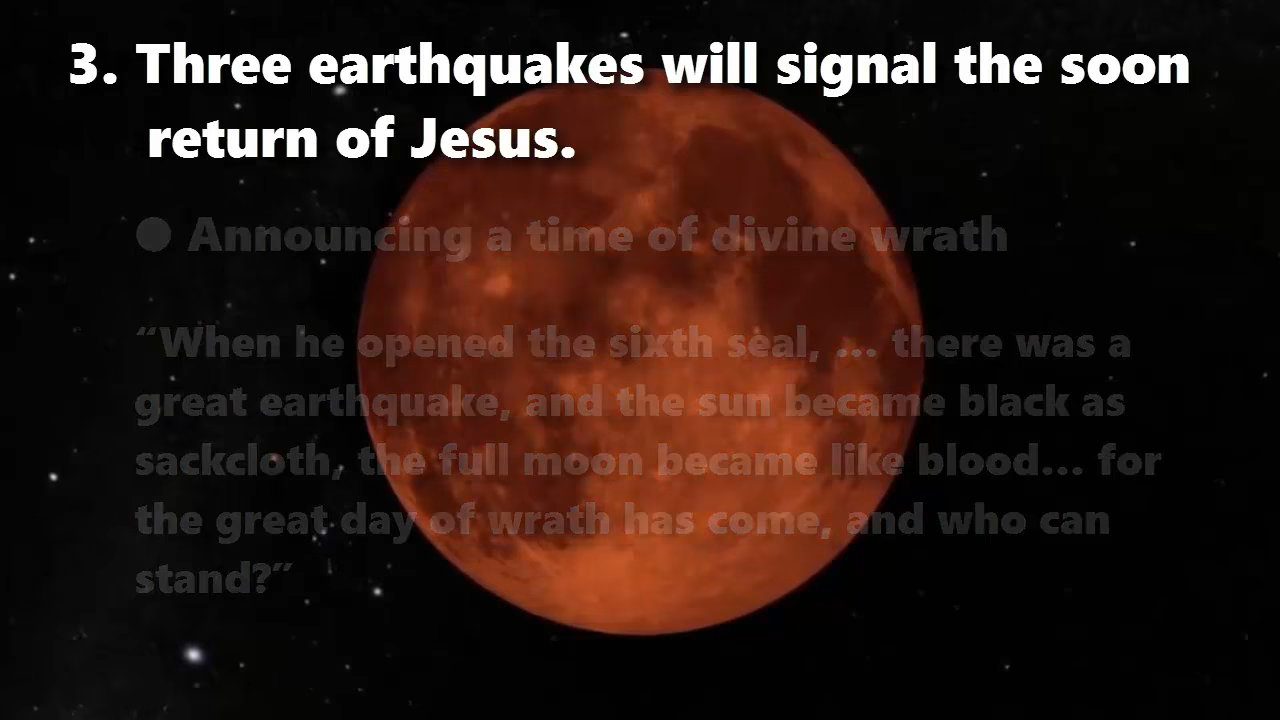 3. Three earthquakes will signal the soon
return of Jesus.
● Announcing a time of divine wrath
“When he opened the sixth seal, ... there was a
great earthquake, and the sun became black as
sackcloth, the full moon became like blood... for
the great day of wrath has come, and who can
stand?”